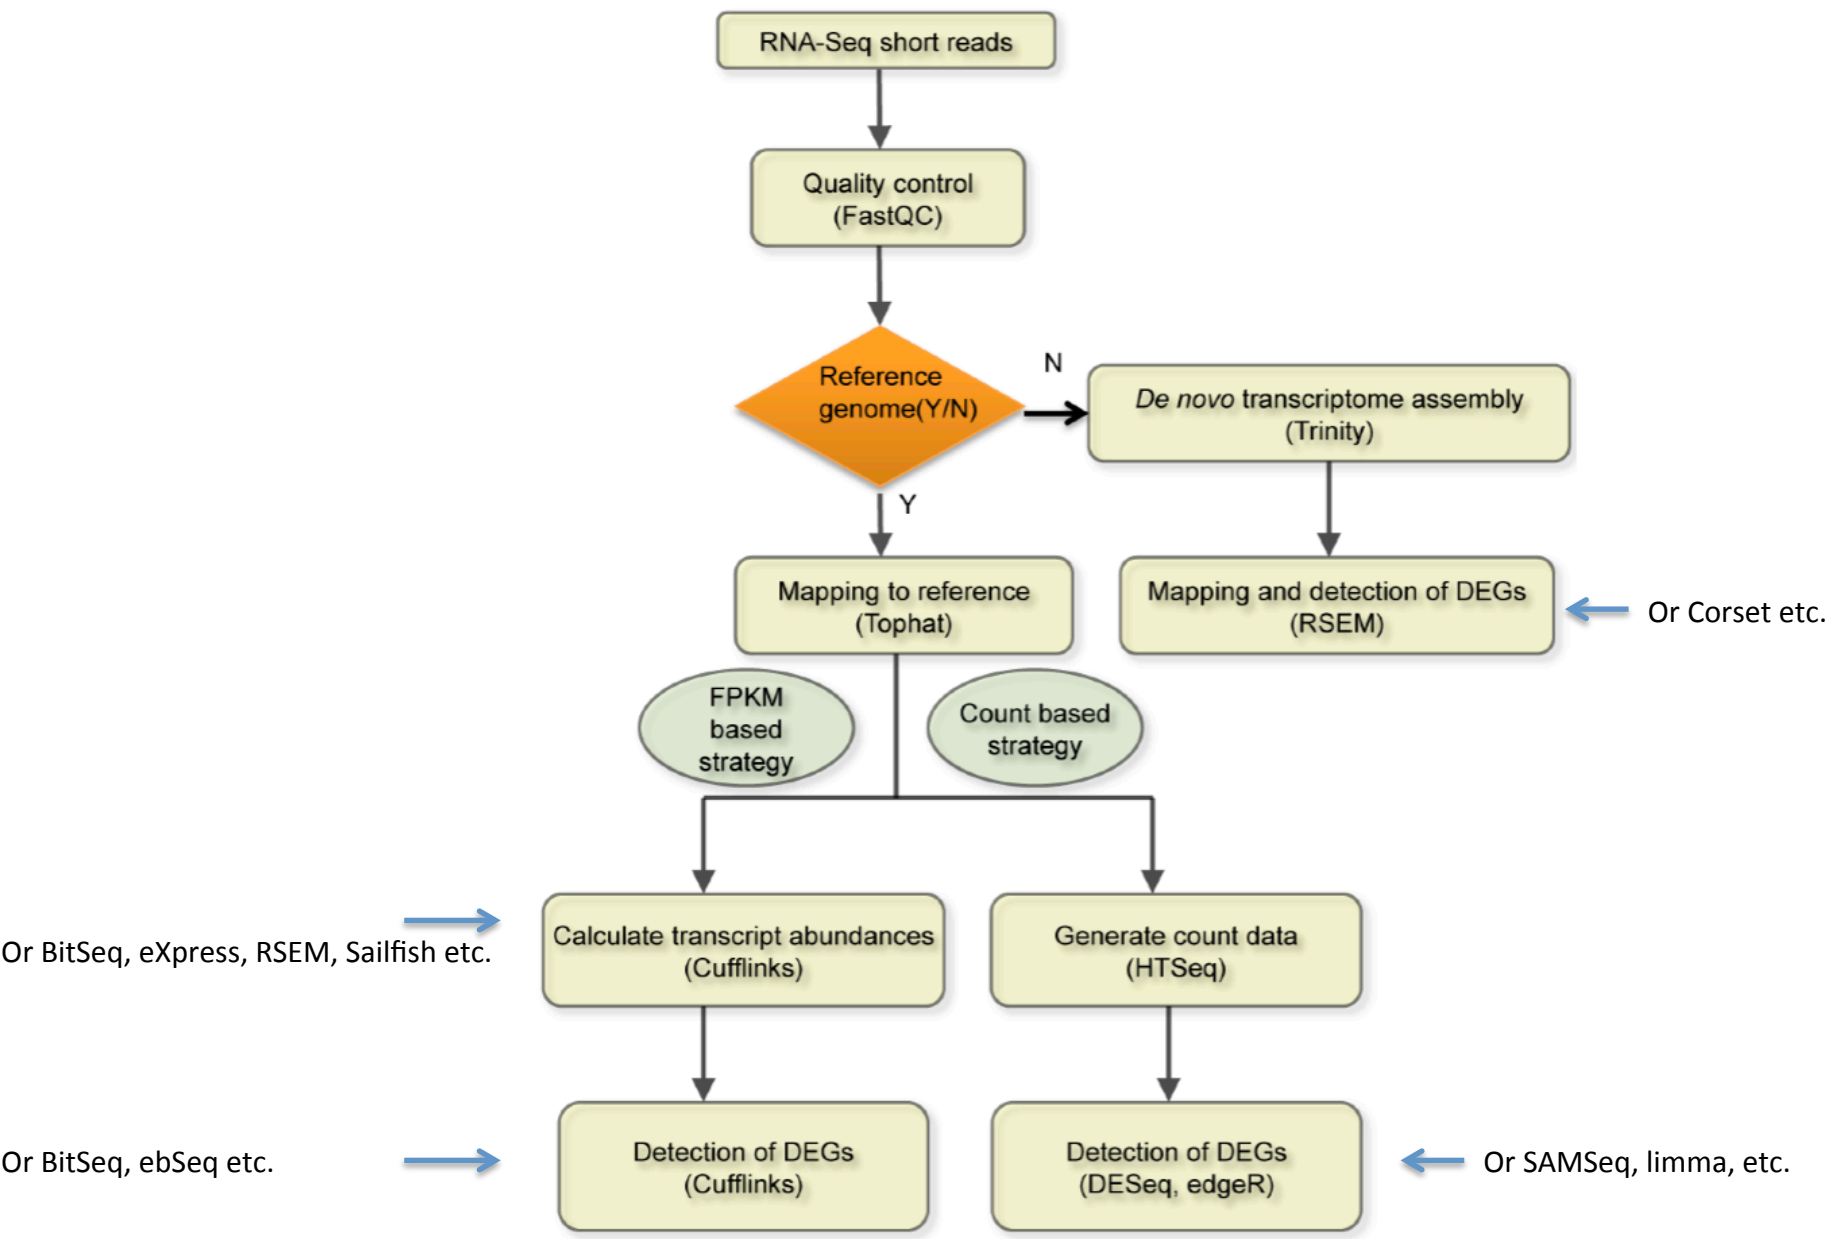 RNA-Seq short reads
Quality control
(FastQC)
Reference
genome(Y/N)
N
De novo transcriptome assembly
(Trinity)
Y
Mapping to reference
(Tophat)
Mapping and detection of DEGs
(RSEM)
Or Corset etc.
FPKM
based
strategy
Count based
strategy
Or BitSeq, eXpress, RSEM, Sailfish etc.
Calculate transcript abundances
(Cufflinks)
Generate count data
(HTSeq)
Or BitSeq, ebSeq etc.
Detection of DEGs
(Cufflinks)
Detection of DEGs
(DESeq, edgeR)
Or SAMSeq, limma, etc.